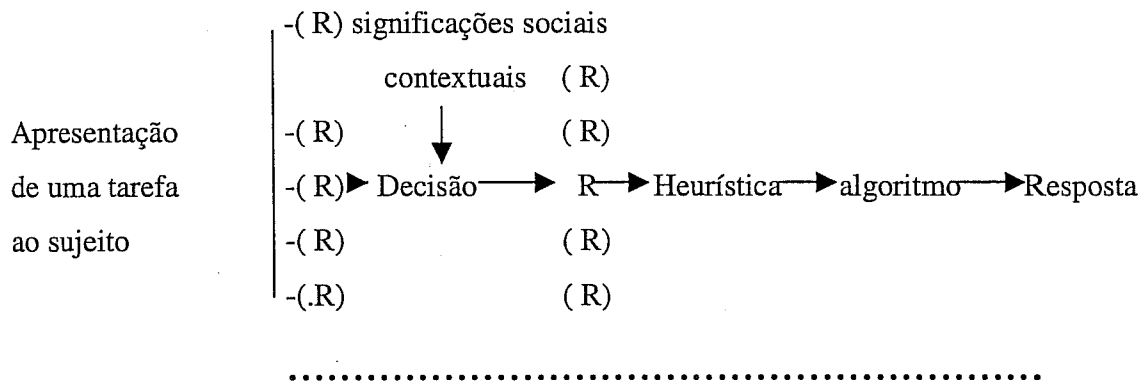 -( R) significações sociais
contextuais ( R)
Apresentação -( R) ( R)
de uma tarefa -( R) Decisão R Heurística algoritmo Resposta
ao sujeito -( R) ( R)
-(.R) ( R)